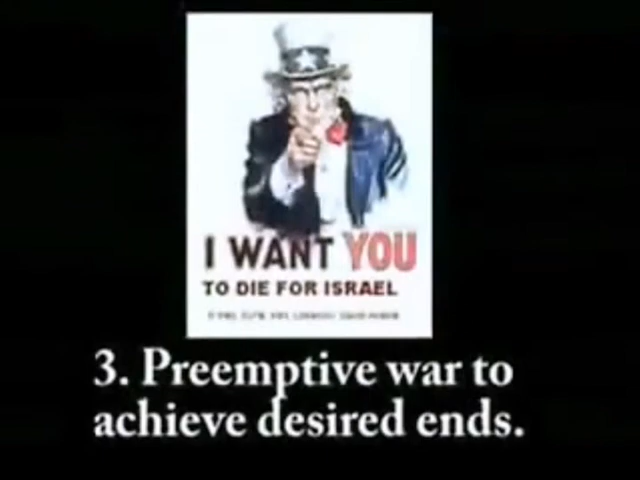 I WANT YOU
TO DIE FOR ISRAEL
3. Preemptive war to
achieve desired ends.